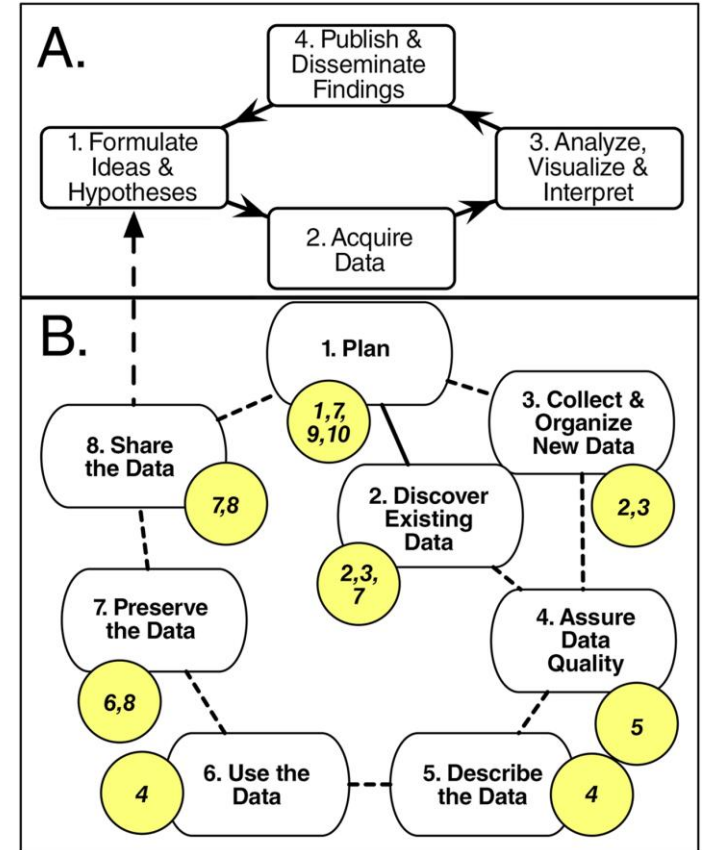 A.
4. Publish &
Disseminate
Findings
1. Formulate
Ideas &
Hypotheses
3. Analyze,
Visualize &
Interpret
2. Acquire
Data
B.
1. Plan
1,7,
9,10
3. Collect &
Organize
New Data
2,3
8. Share
the Data
7,8
2. Discover
Existing
Data
2,3,
7
4. Assure
Data
Quality
5
7. Preserve
the Data
6,8
6. Use the
Data
4
5. Describe
the Data
4